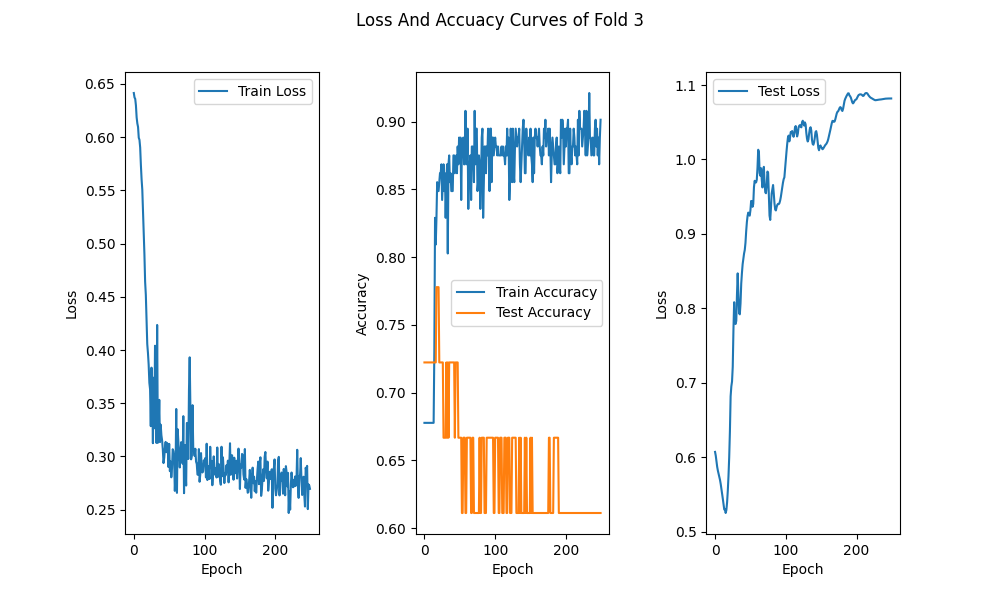 Loss And Accuacy Curves of Fold 3
Train Loss
0.65
0.60
0.55
0.50
0.45
0.40
0.35
0.30
0.25
Loss
0
100
200
Epoch
Train Accuracy
Test Accuracy
0.90
0.85
0.80
0.75
0.70
0.65
0.60
Accuracy
0
100
200
Epoch
Test Loss
1.1
1.0
0.9
0.8
0.7
0.6
0.5
Loss
0
100
200
Epoch